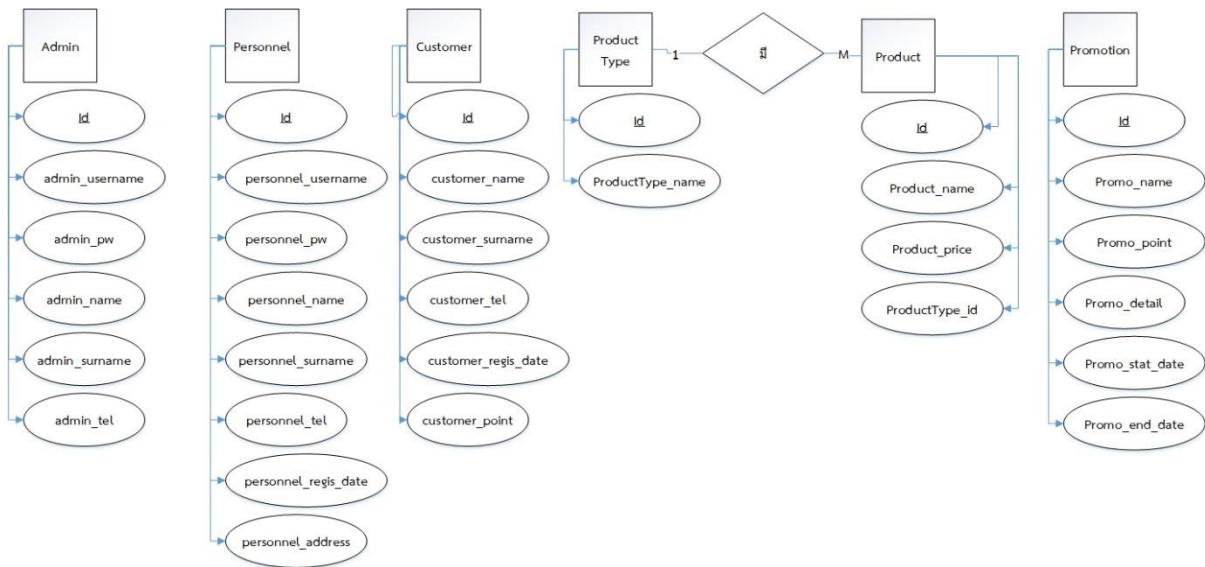 Admin
Id
admin_username
admin_pw
admin_name
admin_surname
admin_tel
Personnel
Id
personnel_username
personnel_pw
personnel_name
personnel_surname
personnel_tel
personnel_regis_date
personnel_address
Customer
Id
customer_name
customer_surname
customer_tel
customer_regis_date
customer_point
Product
Type
Id
ProductType_name
1
มี
M
Product
Id
Product_name
Product_price
ProductType_id
Promotion
Id
Promo_name
Promo_point
Promo_detail
Promo_stat_date
Promo_end_date